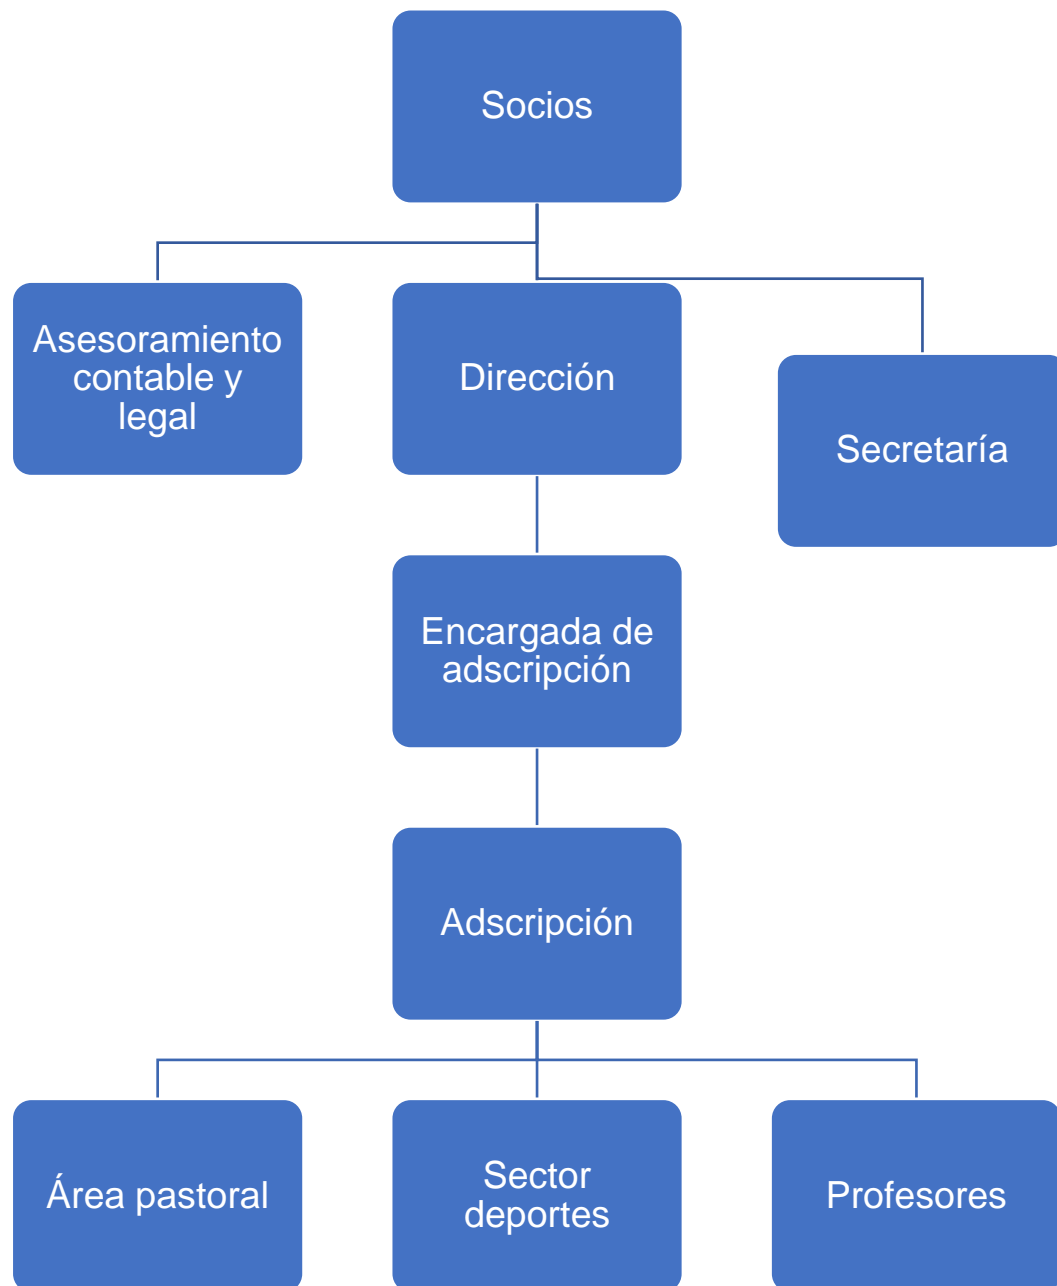 Socios
Asesoramiento
contable y
legal
Dirección
Secretaría
Encargada de
adscripción
Adscripción
Área pastoral
Sector
deportes
Profesores